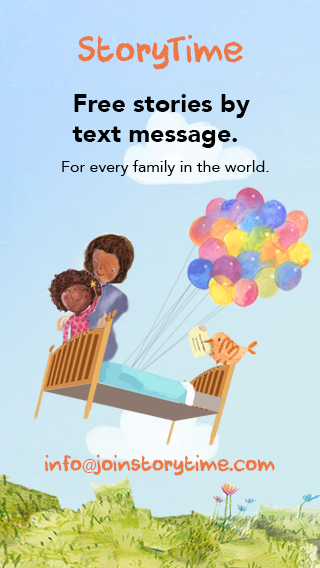 StoryTime
Free stories by
text message.
For every family in the world.
info@joinstorytime.com